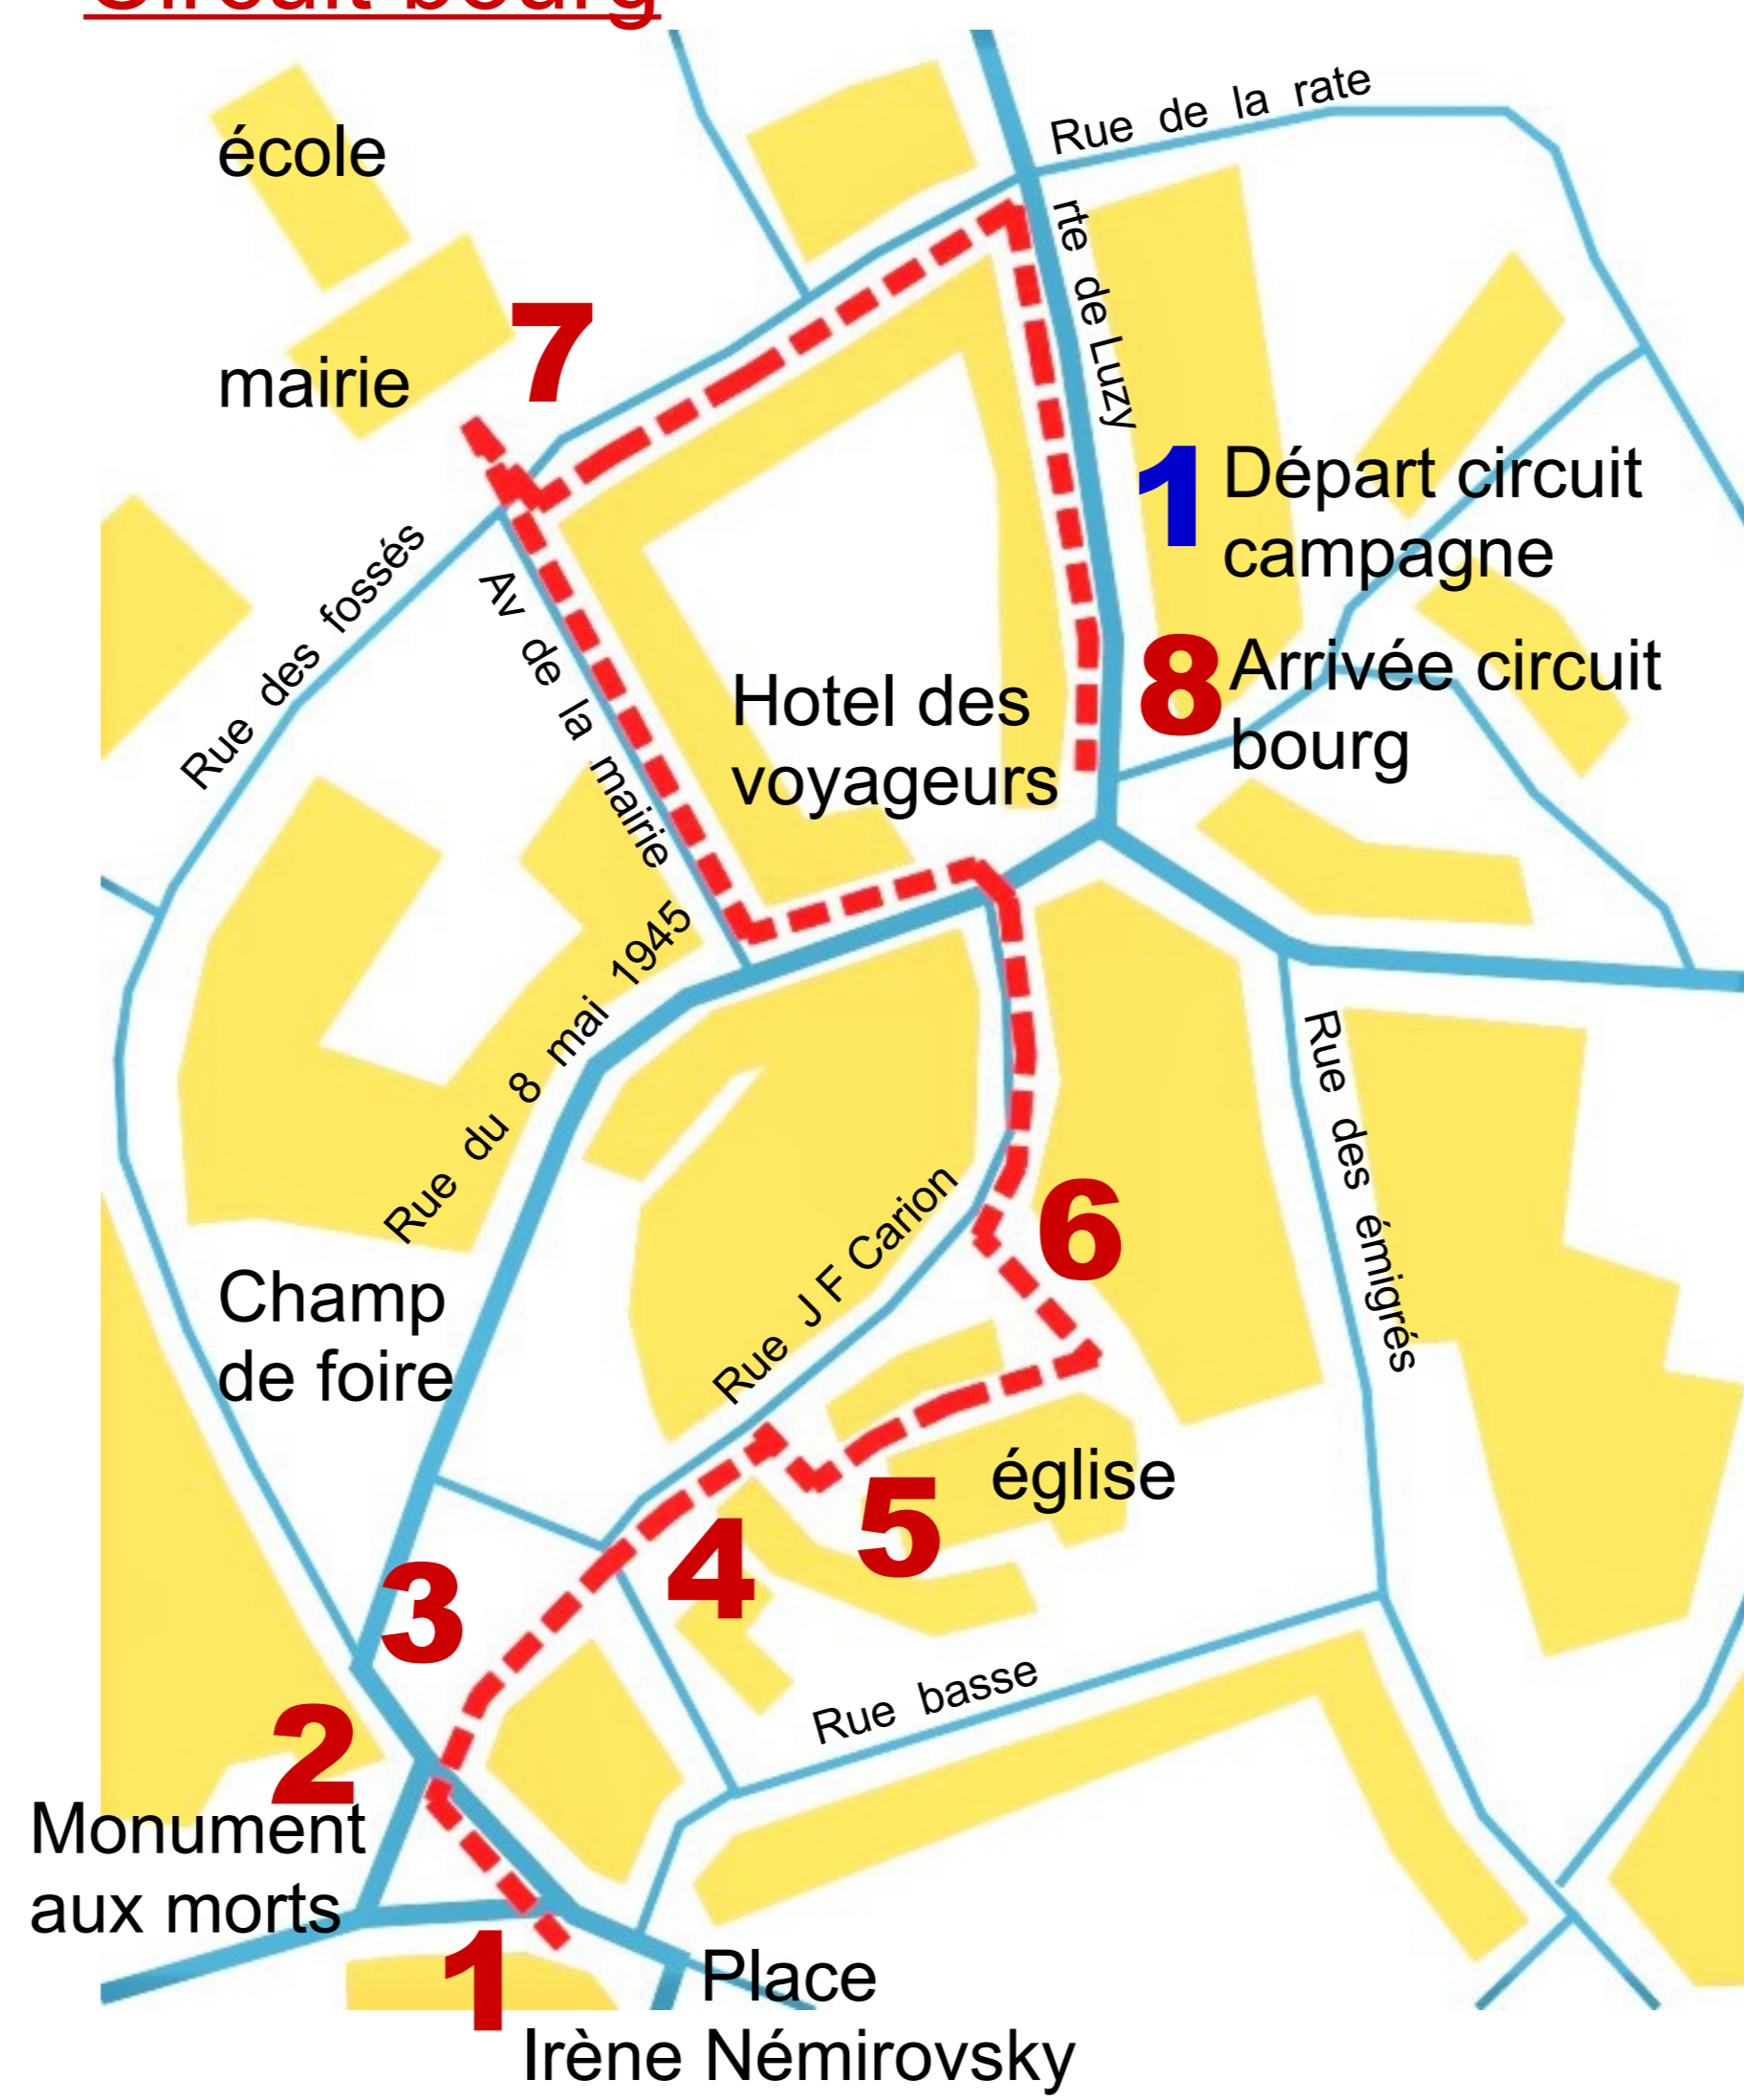 Circuit bourg
Rue de la rate
école
rte de Luzy
7
mairie
1 Départ circuit
campagne
Rue des fossés
Av de la mairie
8 Arrivée circuit
bourg
Hotel des
voyageurs
Rue du 8 mai 1945
Rue des émigrés
Rue J F Carion
6
Champ
de foire
église
5
4
3
Rue basse
2
Monument
aux morts
1
Place
Irène Némirovsky